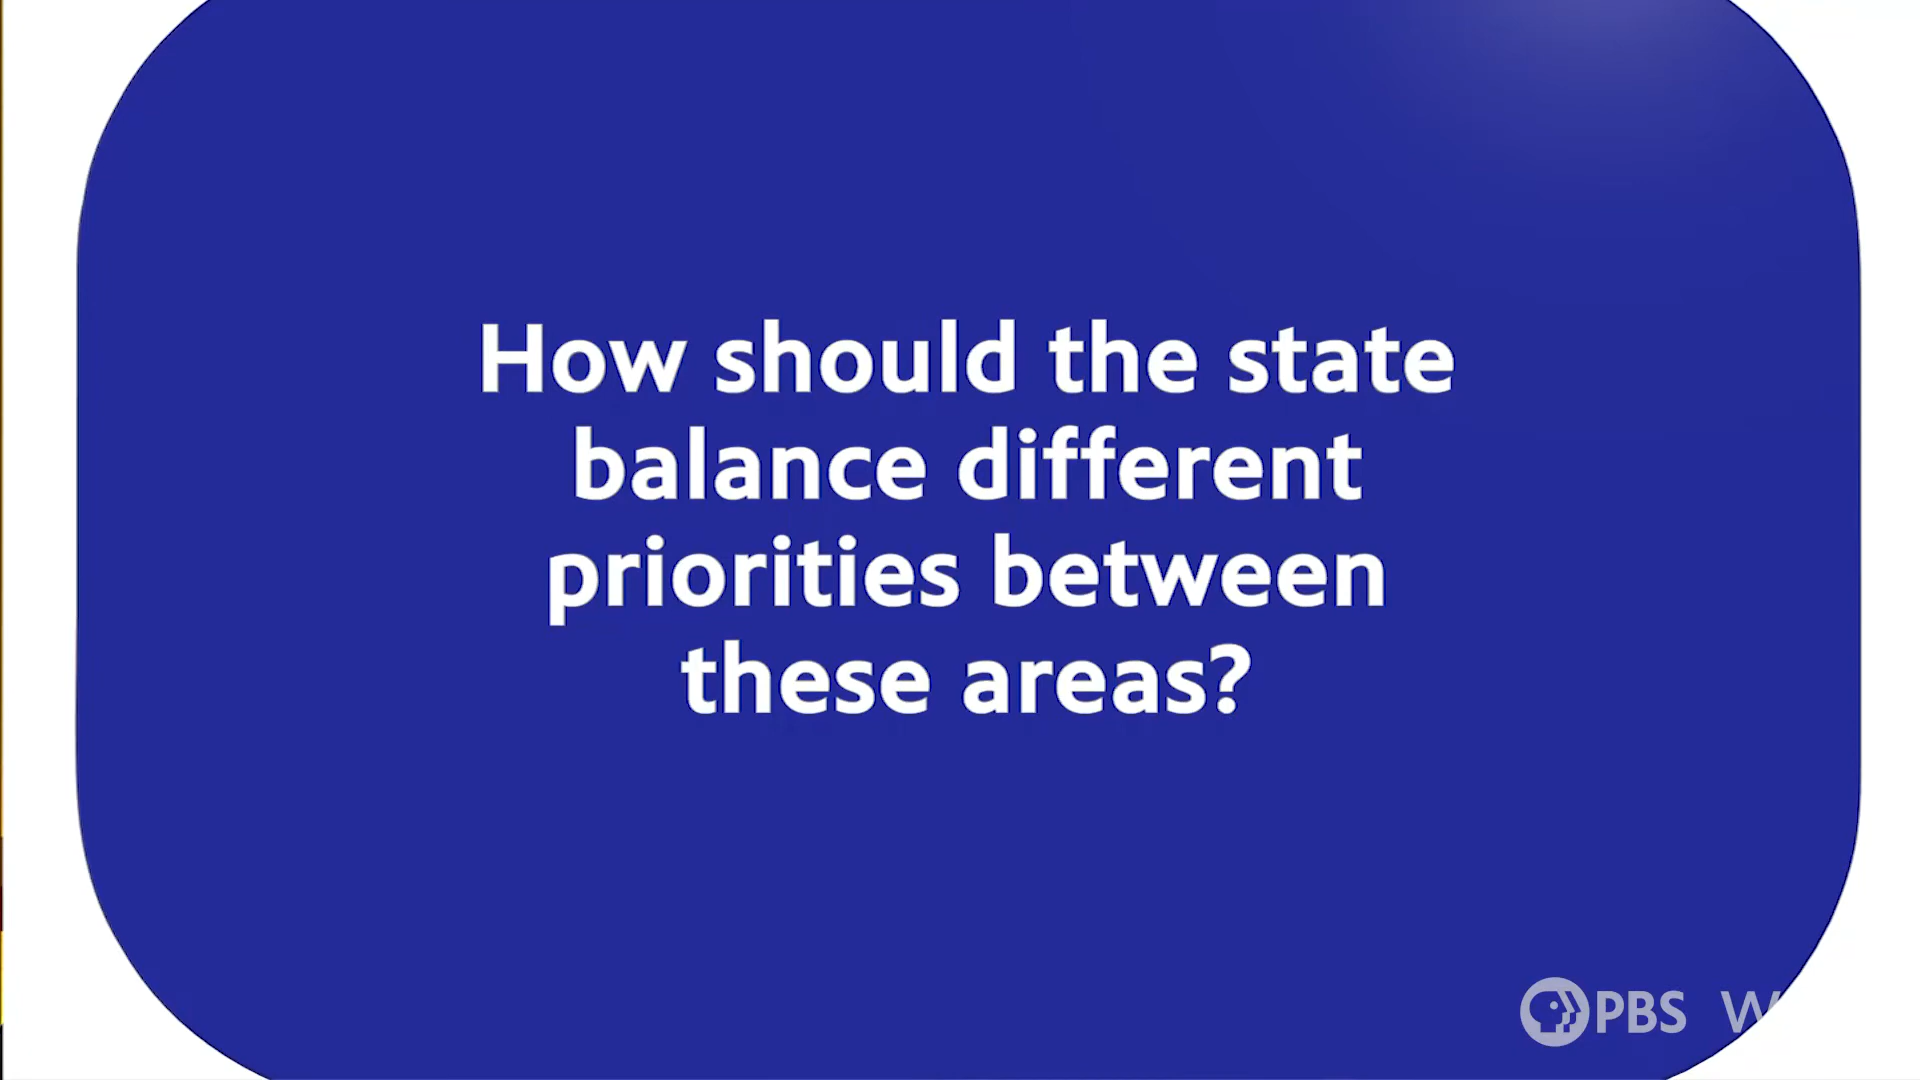 How should the state
balance different
priorities between
these areas?
PBS W